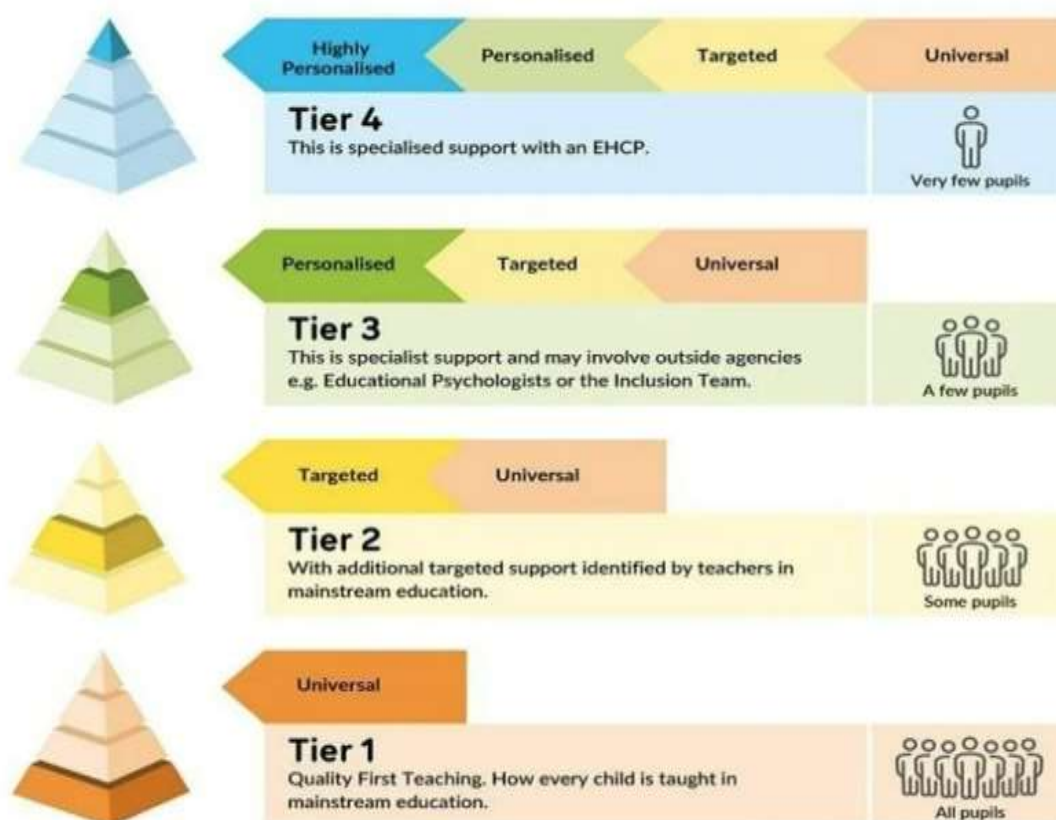 Highly
Personalised
Personalised
Targeted
Universal
Tier 4
This is specialised support with an EHCP.
Very few pupils
Personalised
Targeted
Universal
Tier 3
This is specialist support and may involve outside agencies
e.g. Educational Psychologists or the Inclusion Team.
A few pupils
Targeted
Universal
Tier 2
With additional targeted support identified by teachers in
mainstream education.
Some pupils
Universal
Tier 1
Quality First Teaching. How every child is taught in
mainstream education.
All pupils